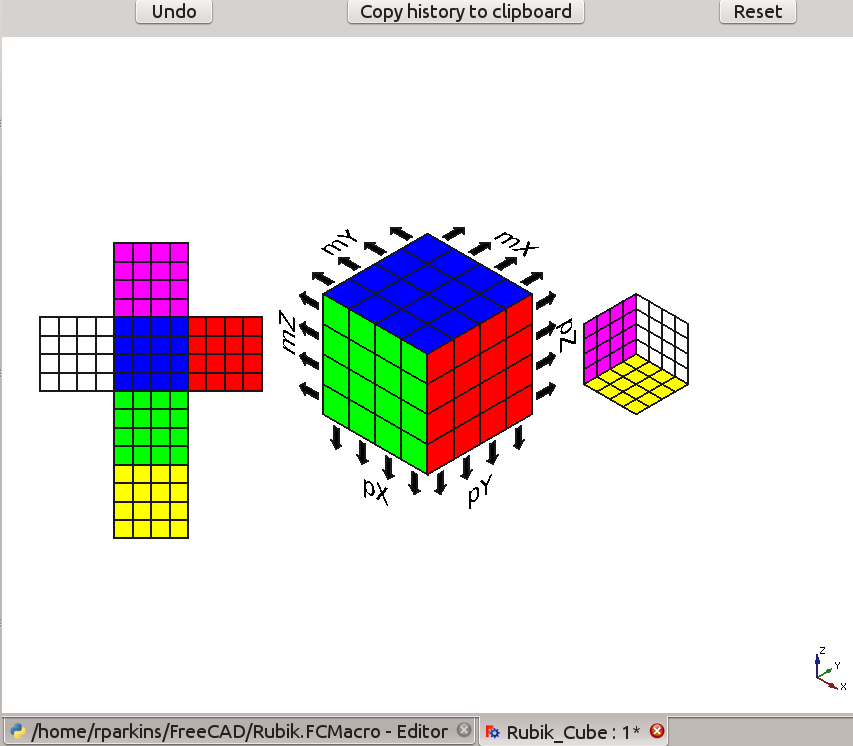 Undo
Copy history to clipboard
Reset
mY
mX
mZ
pZ
pX
pY
Z
Y
X
/home/rparkins/FreeCAD/Rubik.FCMacro - Editor
Rubik_Cube : 1*